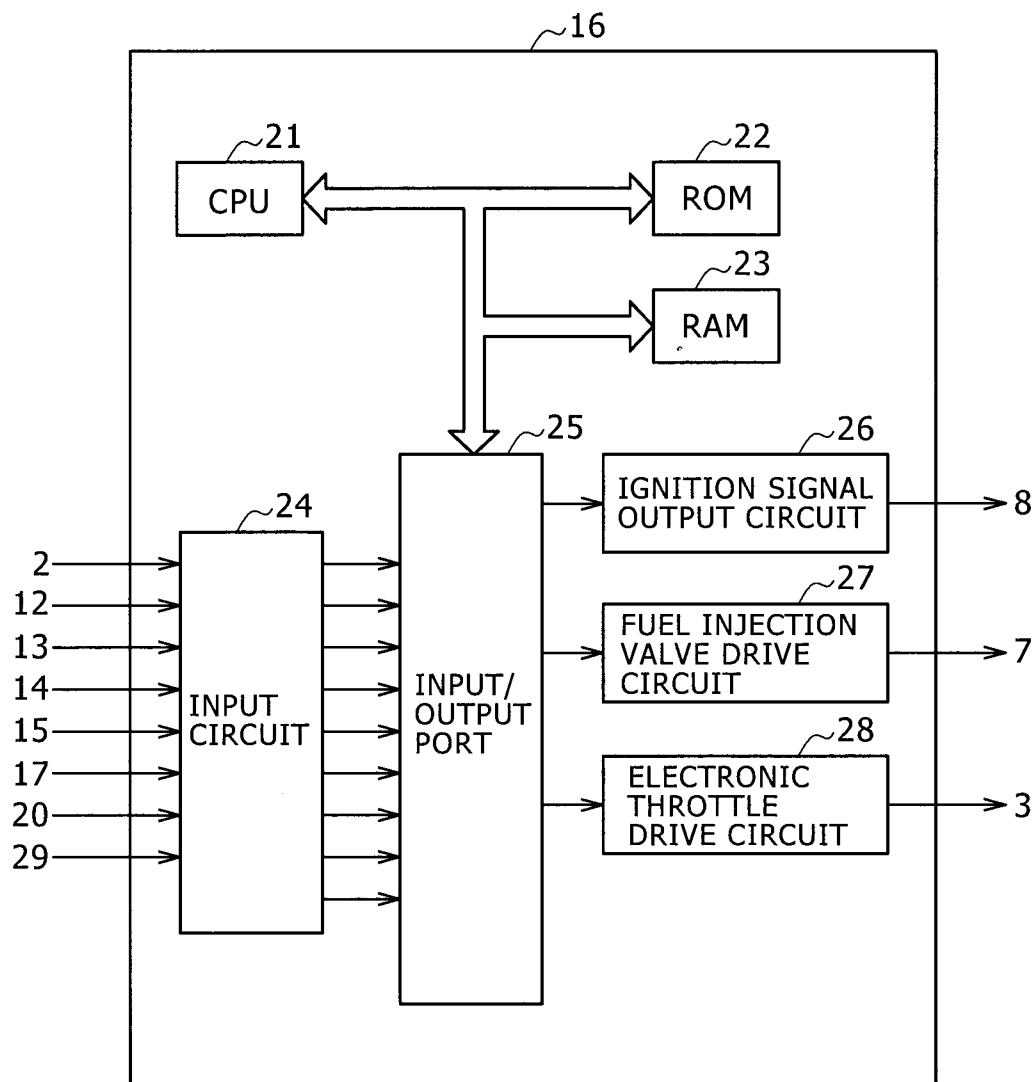 16
21
CPU
22
ROM
23
RAM
24
INPUT
CIRCUIT
25
INPUT/
OUTPUT
PORT
26
IGNITION SIGNAL
OUTPUT CIRCUIT
27
FUEL INJECTION
VALVE DRIVE
CIRCUIT
28
ELECTRONIC
THROTTLE
DRIVE CIRCUIT
2
12
13
14
15
17
20
29
8
7
3